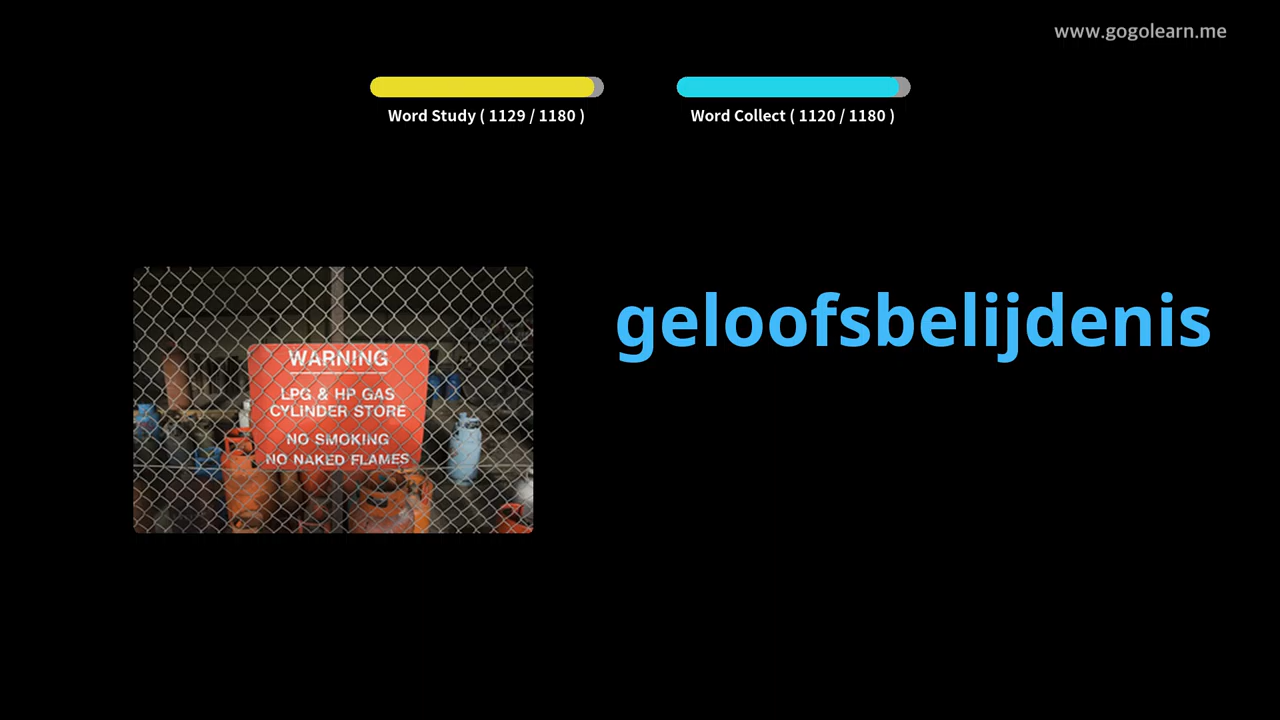 www.gogolearn.me
Word Study ( 1129 / 1180 )
Word Collect ( 1120 / 1180 )
geloofsbelijdenis
WARNING
LPG & HP GAS
CYLINDER STORE
NO SMOKING
NO NAKED FLAMES